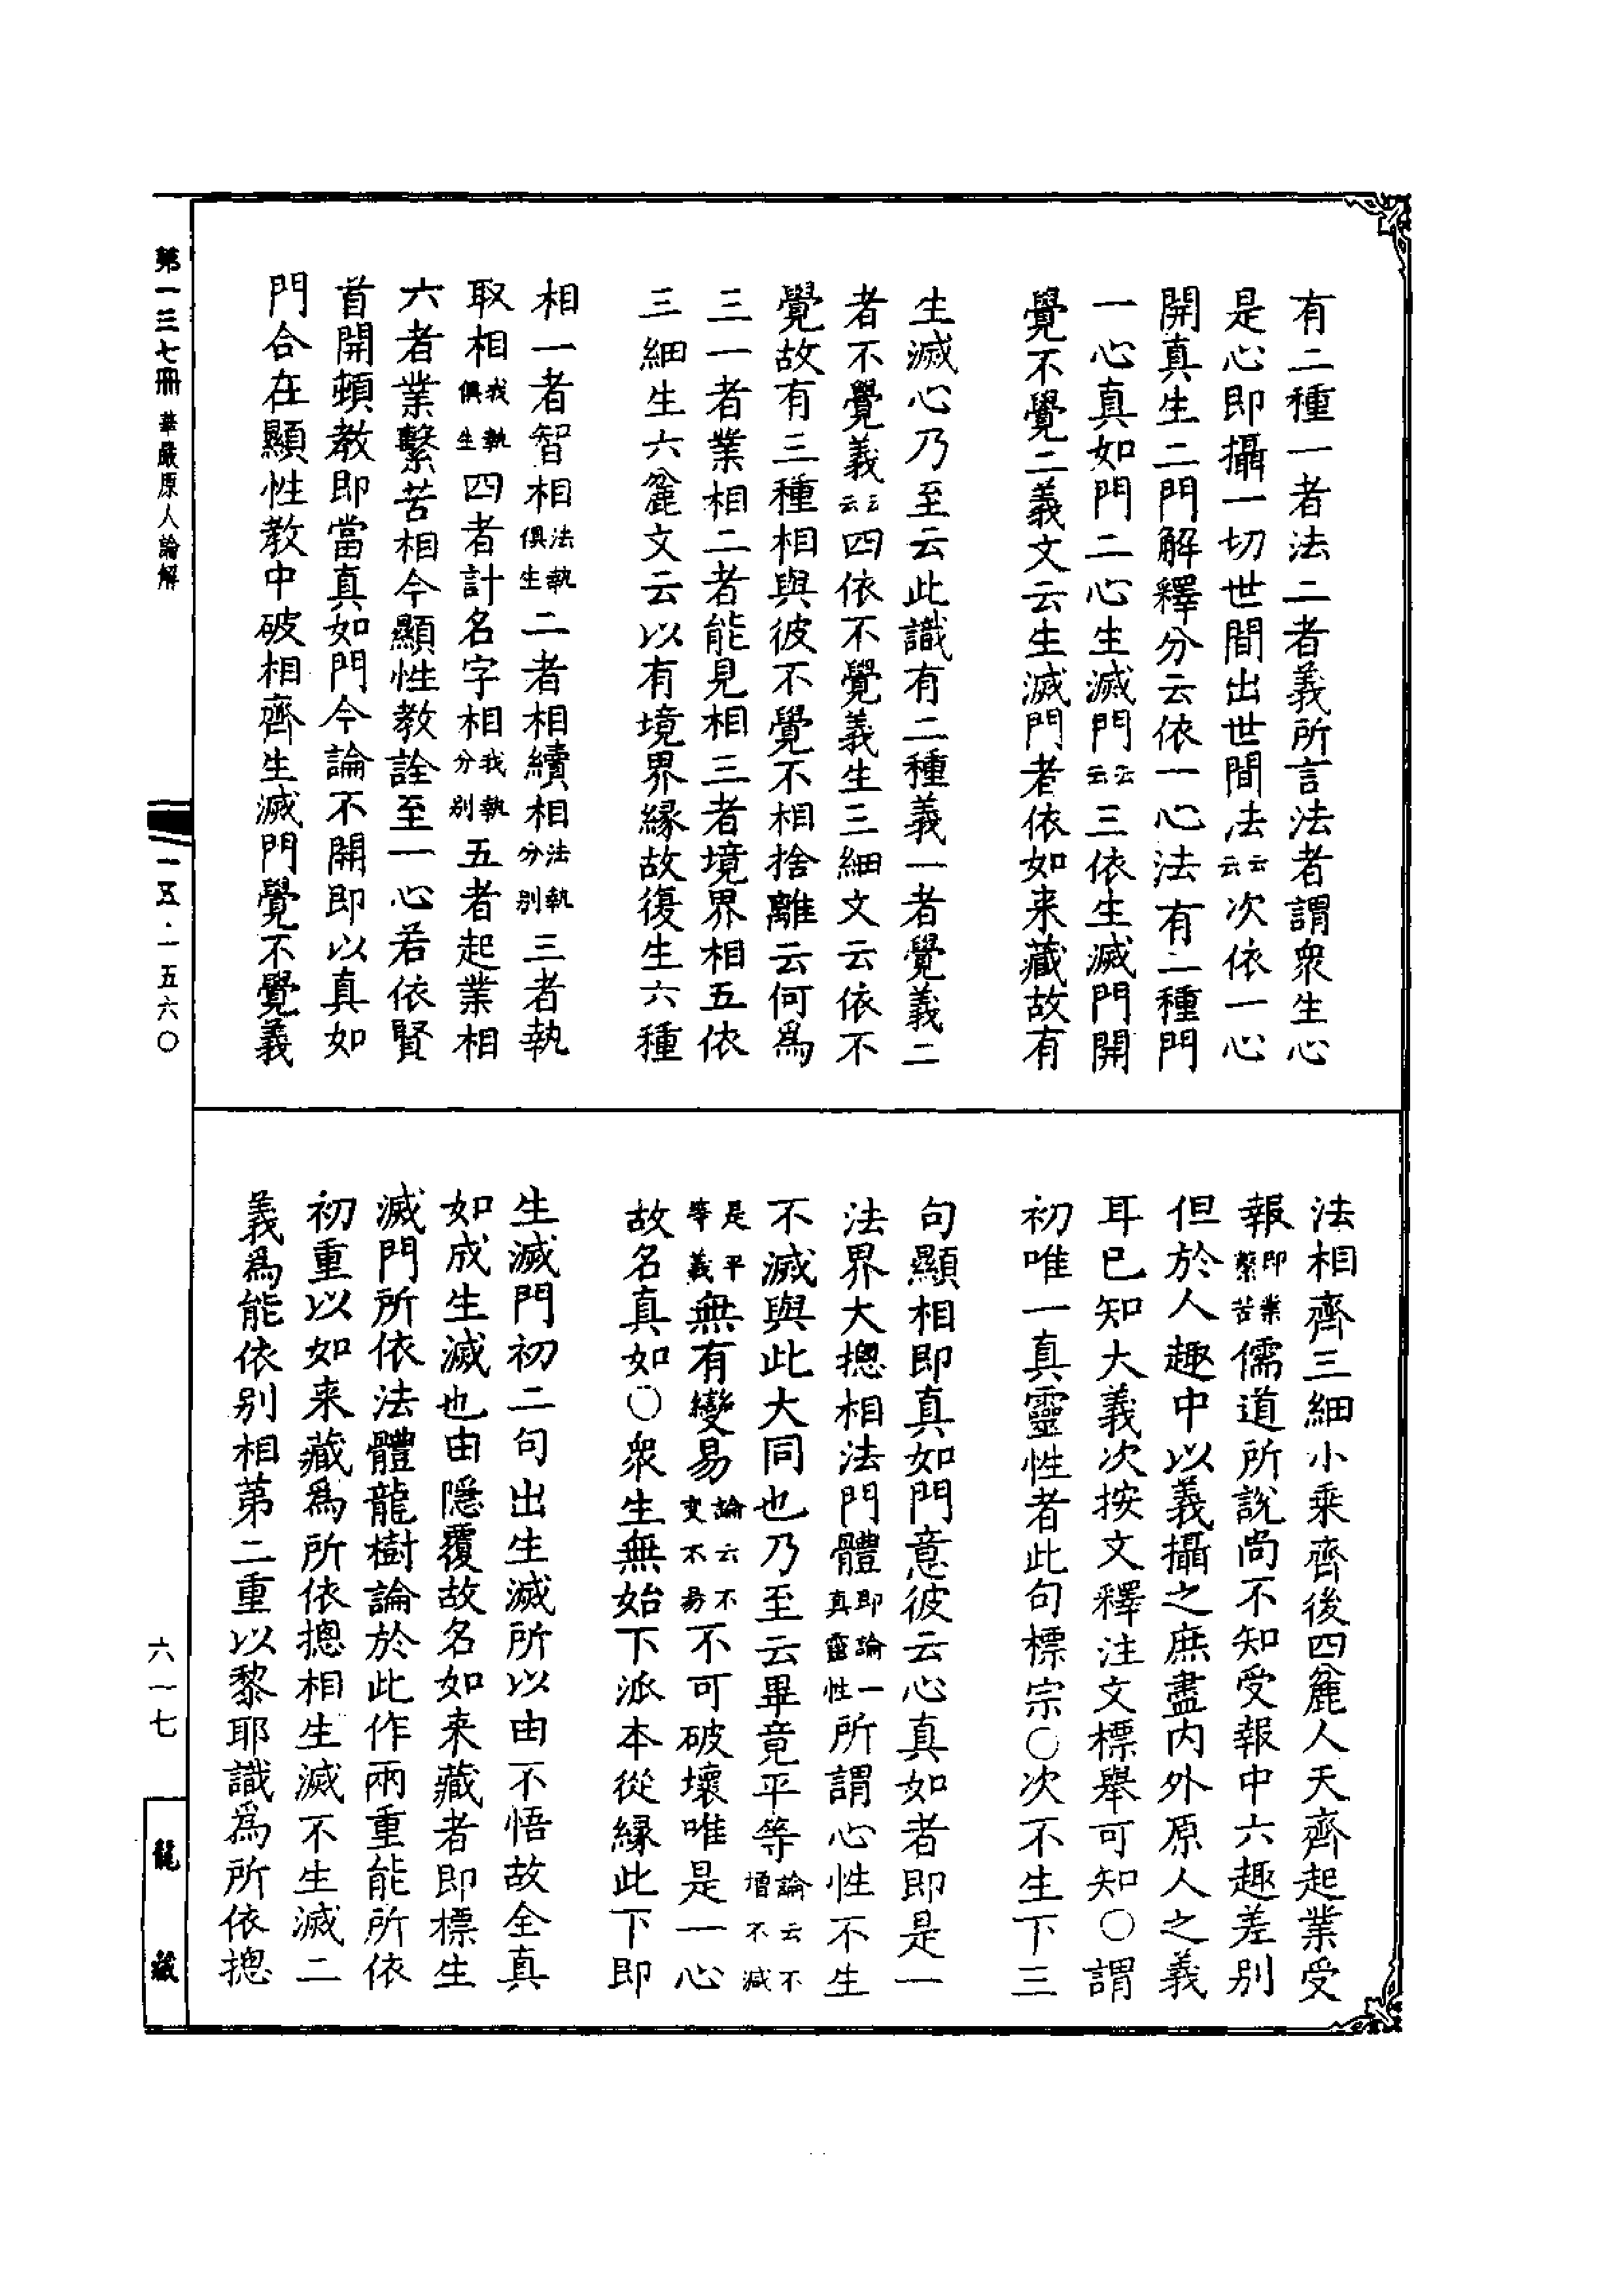 有二種一者法二者義所言法者謂衆生心
是心即攝一切世間出世間法云云次依一心
開真生二門解釋分云依一心法有二種門
一心真如門二心生滅門云云三依生滅門開
覺不覺二義文云生滅門者依如来藏故有
生滅心乃至云此識有二種義一者覺義二
者不覺義云云四依不覺義生三細文云依不
覺故有三種相與彼不覺不相捨離云何爲
三一者業相二者能見相三者境界相五依
三細生六麄文云以有境界縁故復生六種
相一者智相法執俱生二者相續相法執分别三者執
取相我執俱生四者計名字相我執分别五者起業相
六者業繫苦相今顯性教詮至一心若依賢
首開頓教即當真如門今論不開即以真如
門合在顯性教中破相齊生滅門覺不覺義
法相齊三細小乘齊後四麄人天齊起業受
報即業繫苦儒道所說尚不知受報中六趣差别
但於人趣中以義攝之庶盡内外原人之義
耳已知大義次按文釋注文標舉可知〇謂
初唯一真靈性者此句標宗〇次不生下三
句顯相即真如門意彼云心真如者即是一
法界大摠相法門體即論一真靈性所謂心性不生
不滅與此大同也乃至云畢竟平等論云不增不減
是平等義無有變易論云不變不易不可破壞唯是一心
故名真如〇衆生無始下派本從縁此下即
生滅門初二句出生滅所以由不悟故全真
如成生滅也由隱覆故名如来藏者即標生
滅門所依法體龍樹論於此作兩重能所依
初重以如来藏爲所依摠相生滅不生滅二
義爲能依别相第二重以黎耶識爲所依摠
第一三七冊 華嚴原人論解
一五·一五六〇
六一七
龍藏